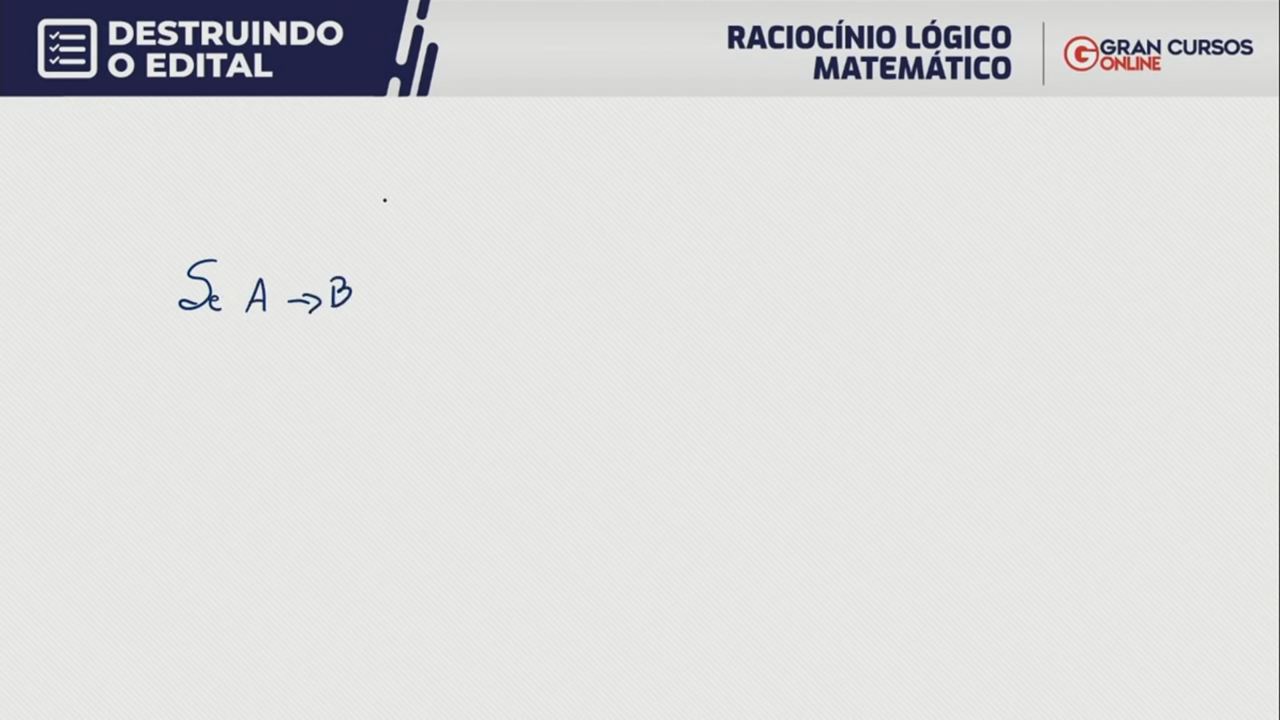 DESTRUINDO
O EDITAL
RACIOCÍNIO LÓGICO
MATEMÁTICO
GRAN CURSOS
ONLINE
Se A → B